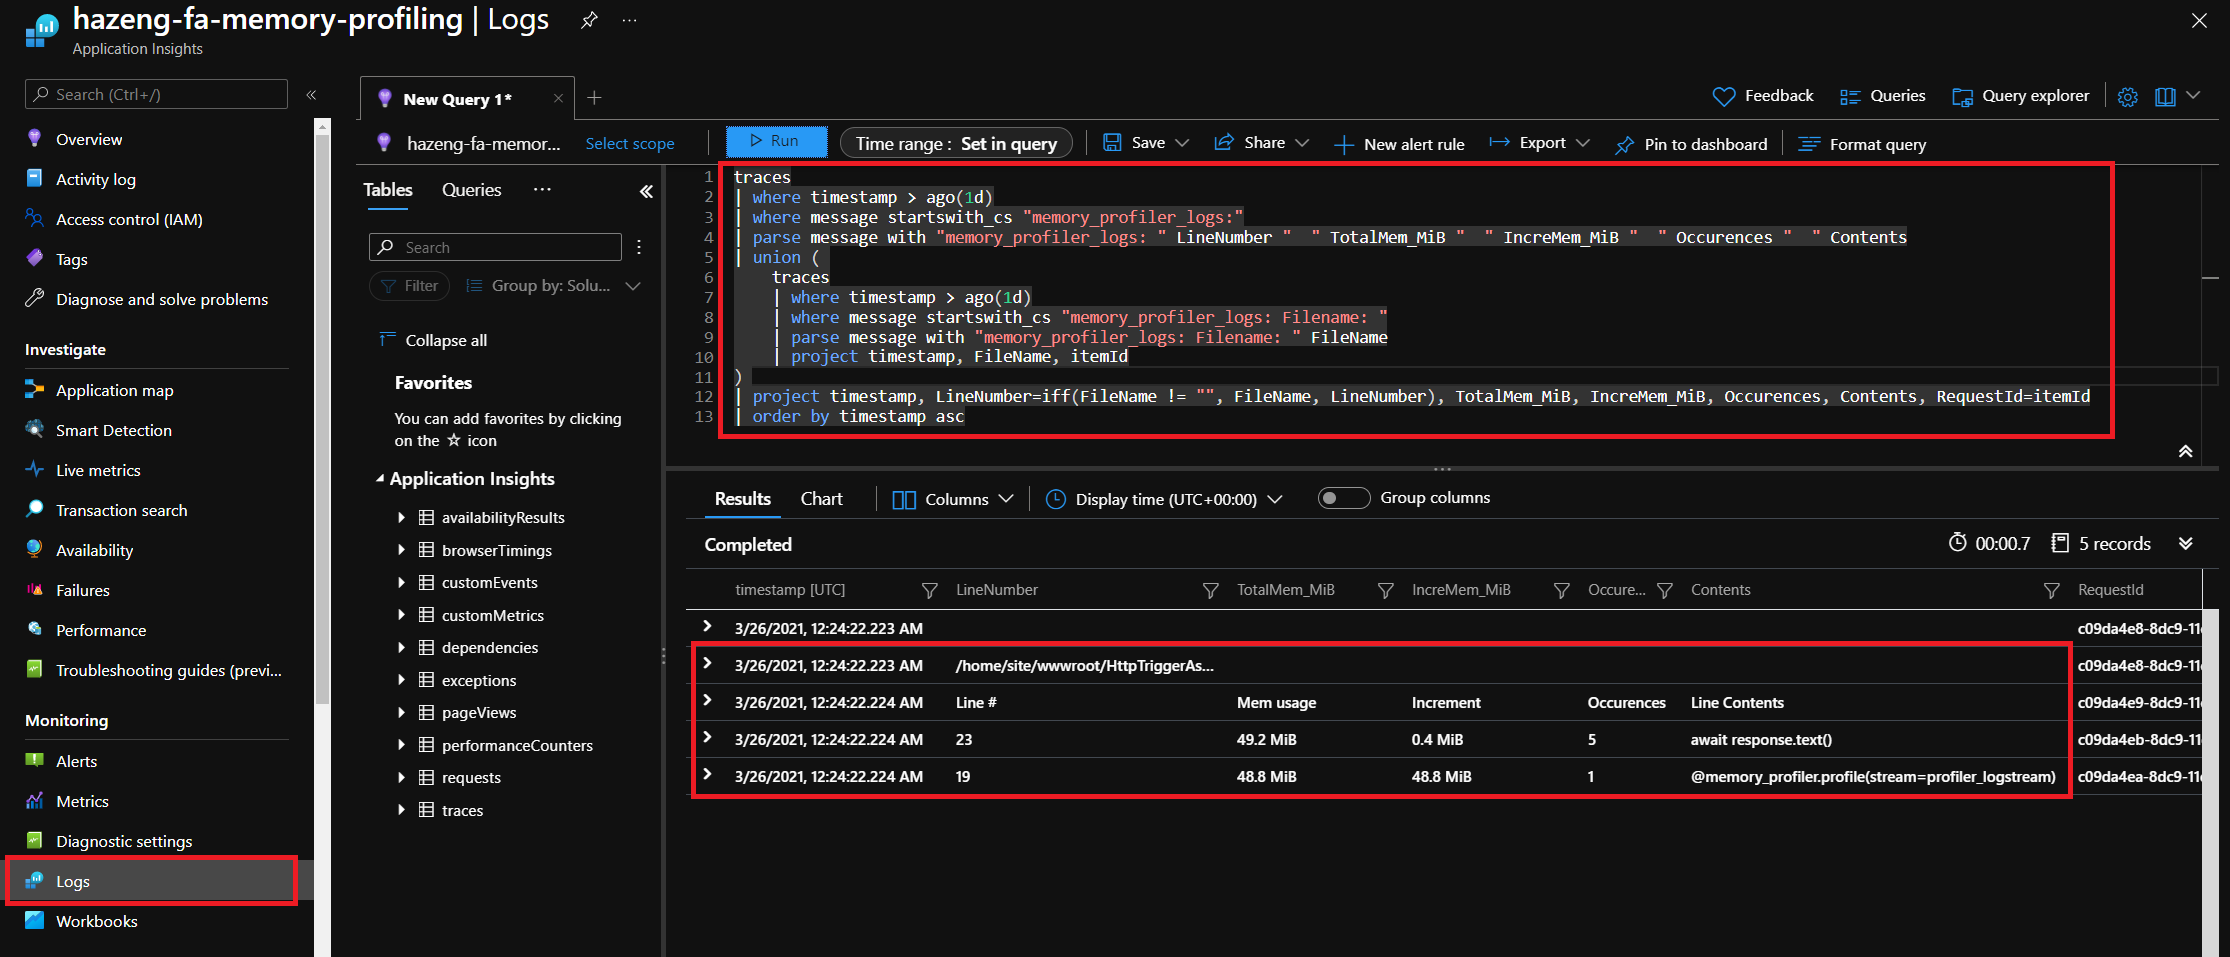 hazeng-fa-memory-profiling | Logs
Application Insights
Search (Ctrl+/)
Overview
Activity log
Access control (IAM)
Tags
Diagnose and solve problems
Investigate
Application map
Smart Detection
Live metrics
Transaction search
Availability
Failures
Performance
Troubleshooting guides (previ...
Monitoring
Alerts
Metrics
Diagnostic settings
Logs
Workbooks
New Query 1*
Feedback
Queries
Query explorer
hazeng-fa-memor...
Select scope
Run
Time range : Set in query
Save
Share
New alert rule
Export
Pin to dashboard
Format query
Tables
Queries
Search
Filter
Group by: Solu...
Collapse all
Favorites
You can add favorites by clicking
on the ☆ icon
Application Insights
availabilityResults
browserTimings
customEvents
customMetrics
dependencies
exceptions
pageViews
performanceCounters
requests
traces
1 traces
2 | where timestamp > ago(1d)
3 | where message startswith_cs "memory_profiler_logs:"
4 | parse message with "memory_profiler_logs: " LineNumber "  " TotalMem_MiB "  " IncreMem_MiB "  " Occurences "  " Contents
5 | union (
6 traces
7 | where timestamp > ago(1d)
8 | where message startswith_cs "memory_profiler_logs: Filename: "
9 | parse message with "memory_profiler_logs: Filename: " FileName
10 | project timestamp, FileName, itemId
11 )
12 | project timestamp, LineNumber=iff(FileName != "", FileName, LineNumber), TotalMem_MiB, IncreMem_MiB, Occurences, Contents, RequestId=itemId
13 | order by timestamp asc
Results
Chart
Columns
Display time (UTC+00:00)
Group columns
Completed
00:00.7
5 records
timestamp [UTC] LineNumber TotalMem_MiB IncreMem_MiB Occure... Contents RequestId
3/26/2021, 12:24:22.223 AM c09da4e8-8dc9-11
3/26/2021, 12:24:22.223 AM /home/site/wwwroot/HttpTriggerAs... c09da4e8-8dc9-11
3/26/2021, 12:24:22.224 AM Line # Mem usage Increment Occurences Line Contents c09da4e9-8dc9-11
3/26/2021, 12:24:22.224 AM 23 49.2 MiB 0.4 MiB 5 await response.text() c09da4eb-8dc9-11
3/26/2021, 12:24:22.224 AM 19 48.8 MiB 48.8 MiB 1 @memory_profiler.profile(stream=profiler_logstream) c09da4ea-8dc9-11